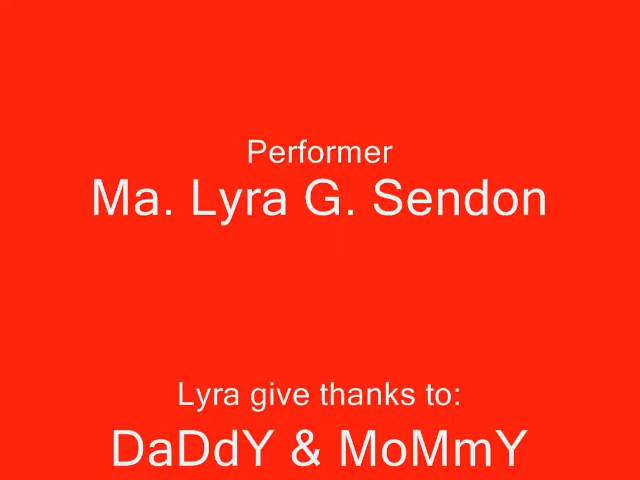 Performer
Ma. Lyra G. Sendon
Lyra give thanks to:
DaDdY & MoMmY